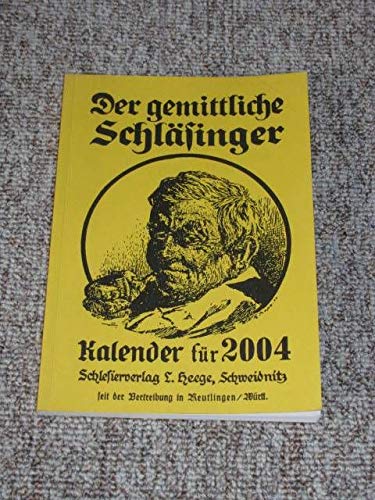 Der gemittliche
Schläsinger
Kalender für 2004
Schlesierverlag L. Heege, Schweidnitz
seit der Vertreibung in Reutlingen/Württ.